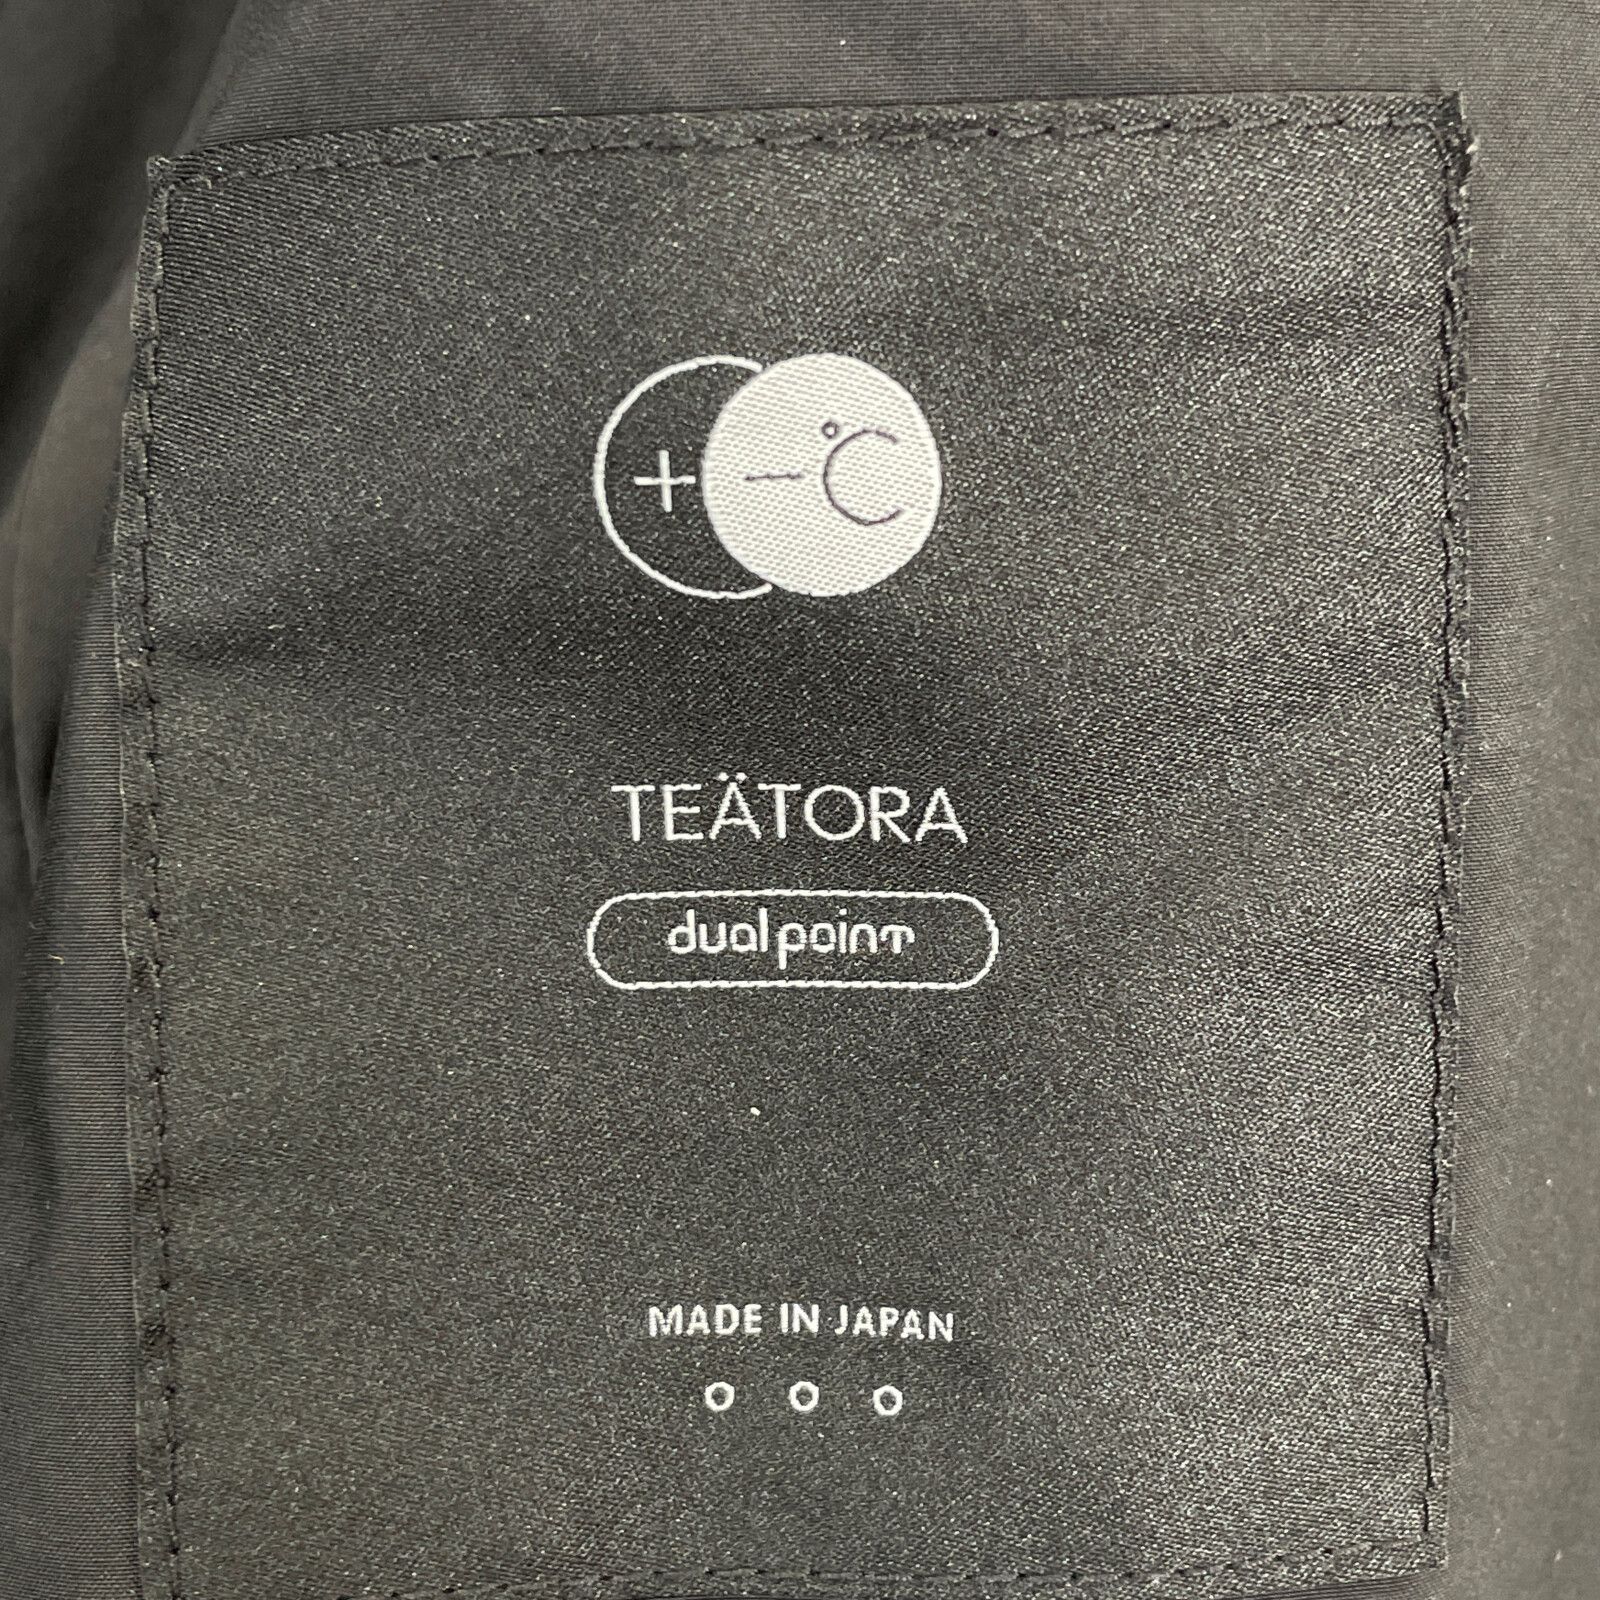 + −℃
TEÄTORA
dualpoint
MADE IN JAPAN